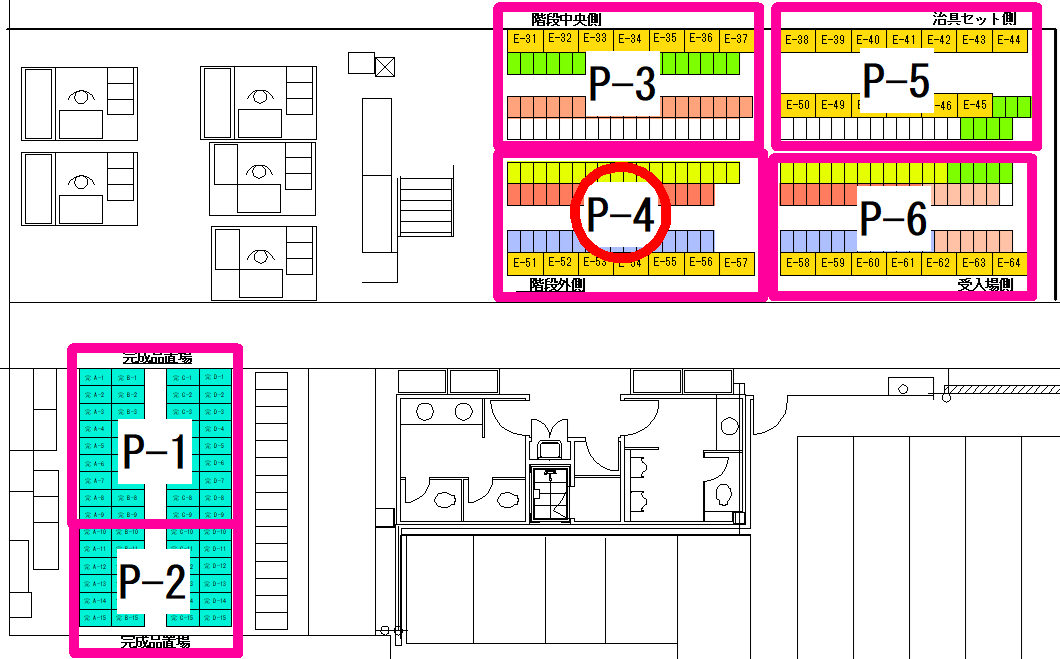 階段中央側
治具セット側
E-31 E-32 E-33 E-34 E-35 E-36 E-37
E-38 E-39 E-40 E-41 E-42 E-43 E-44
P-3
P-5
E-50 E-49 -46 E-45
P-4
P-6
E-51 E-52 E-53 E-54 E-55 E-56 E-57
E-58 E-59 E-60 E-61 E-62 E-63 E-64
階段外側
受入場側
完成品置場
完 A-1 完 B-1 完 C-1 完 D-1
完 A-2 完 B-2 完 C-2 完 D-2
完 A-3 完 B-3 完 C-3 完 D-3
完 A-4 完 D-4
完 A-5 完 D-5
P-1
完 A-6 完 D-6
完 A-7 完 D-7
完 A-8 完 B-8 完 C-8 完 D-8
完 A-9 完 B-9 完 C-9 完 D-9
完 A-10 完 B-10 完 C-10 完 D-10
完 A-11 完 D-11
完 A-12 完 D-12
P-2
完 A-13 完 D-13
完 A-14 完 D-14
完 A-15 完 B-15 完 C-15 完 D-15
完成品置場